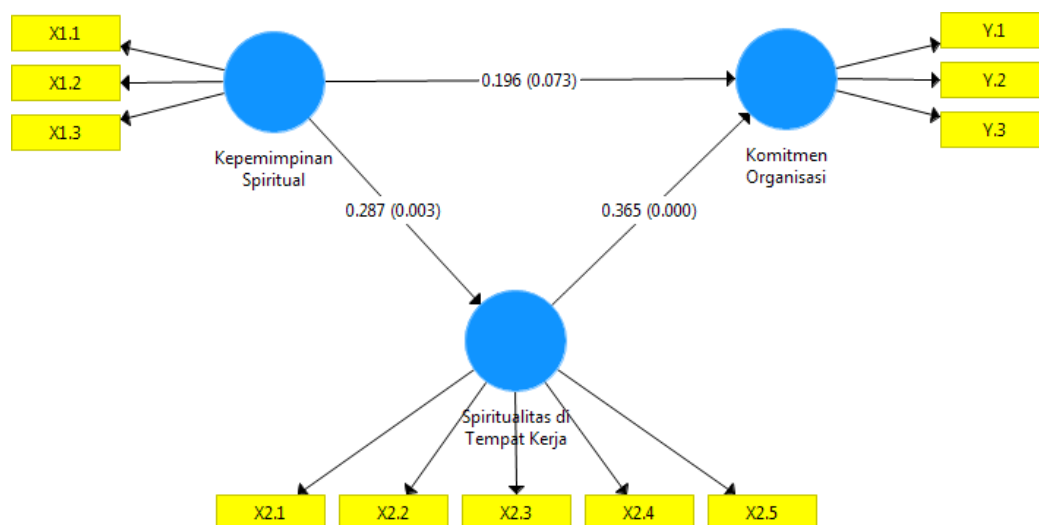 X1.1
X1.2
X1.3
Kepemimpinan
Spiritual
0.196 (0.073)
Y.1
Y.2
Y.3
Komitmen
Organisasi
0.287 (0.003)
0.365 (0.000)
Spiritualitas di
Tempat Kerja
X2.1
X2.2
X2.3
X2.4
X2.5